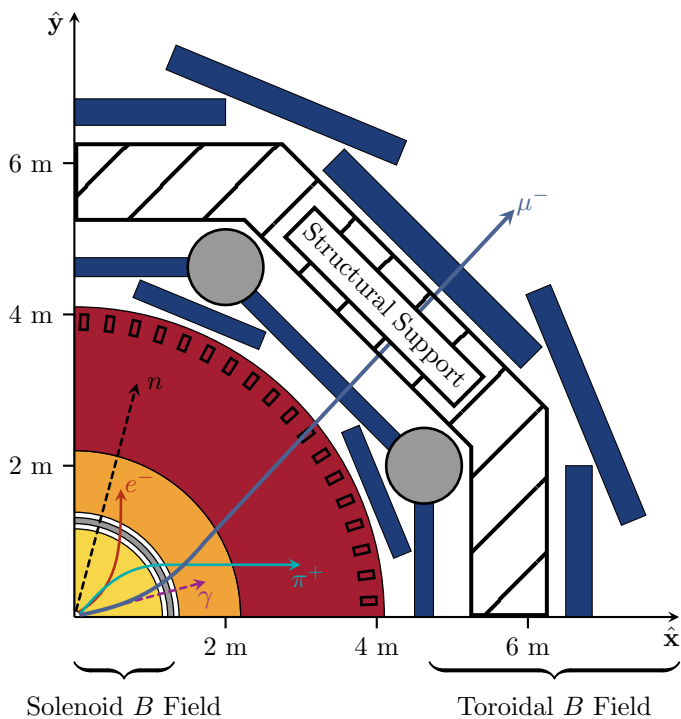 ŷ
6 m
4 m
2 m
μ⁻
Structural Support
n
e⁻
π⁺
γ
2 m
4 m
6 m
x̂
Solenoid B Field
Toroidal B Field